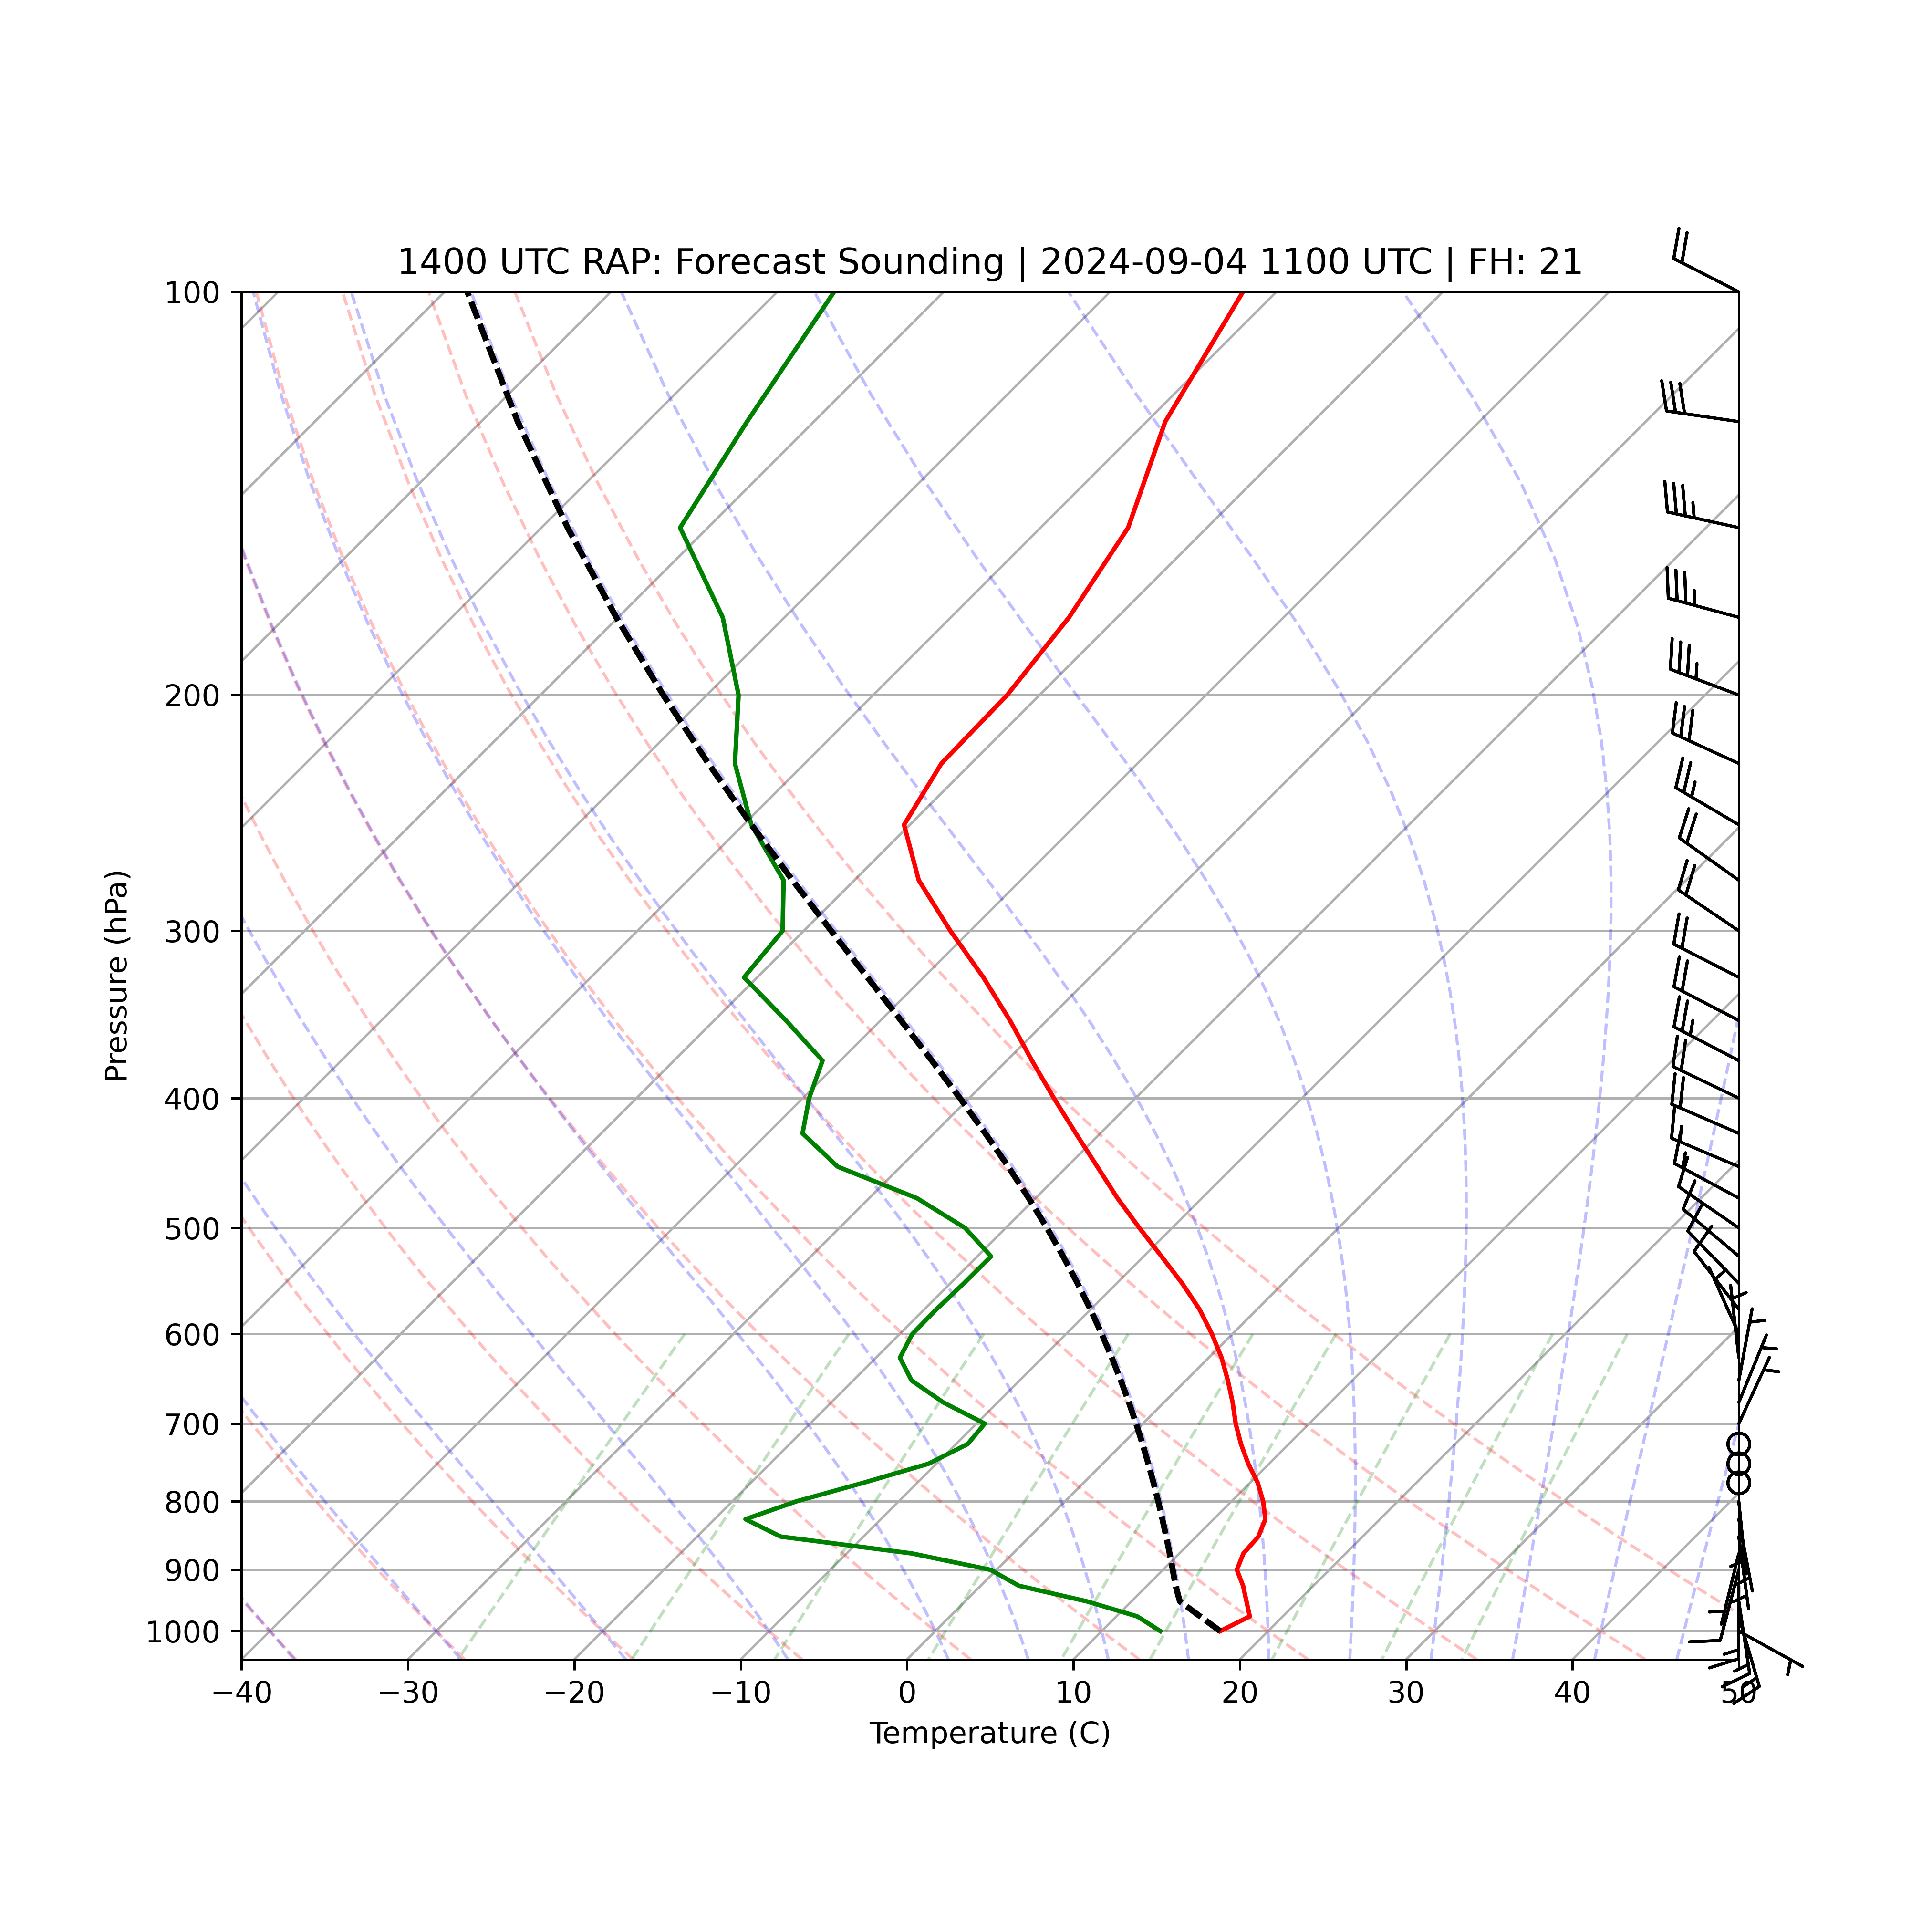 1400 UTC RAP: Forecast Sounding | 2024-09-04 1100 UTC | FH: 21
100
200
300
400
500
600
700
800
900
1000
Pressure (hPa)
−40 −30 −20 −10 0 10 20 30 40 50
Temperature (C)